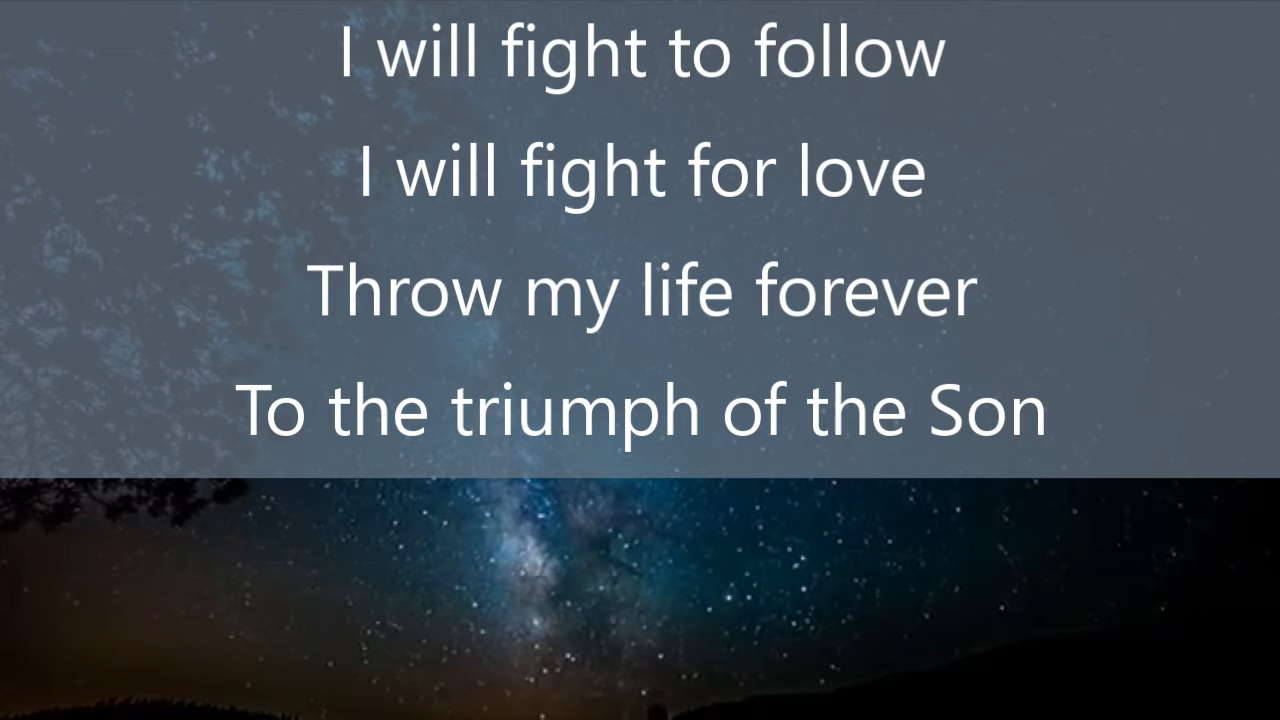 I will fight to follow
I will fight for love
Throw my life forever
To the triumph of the Son